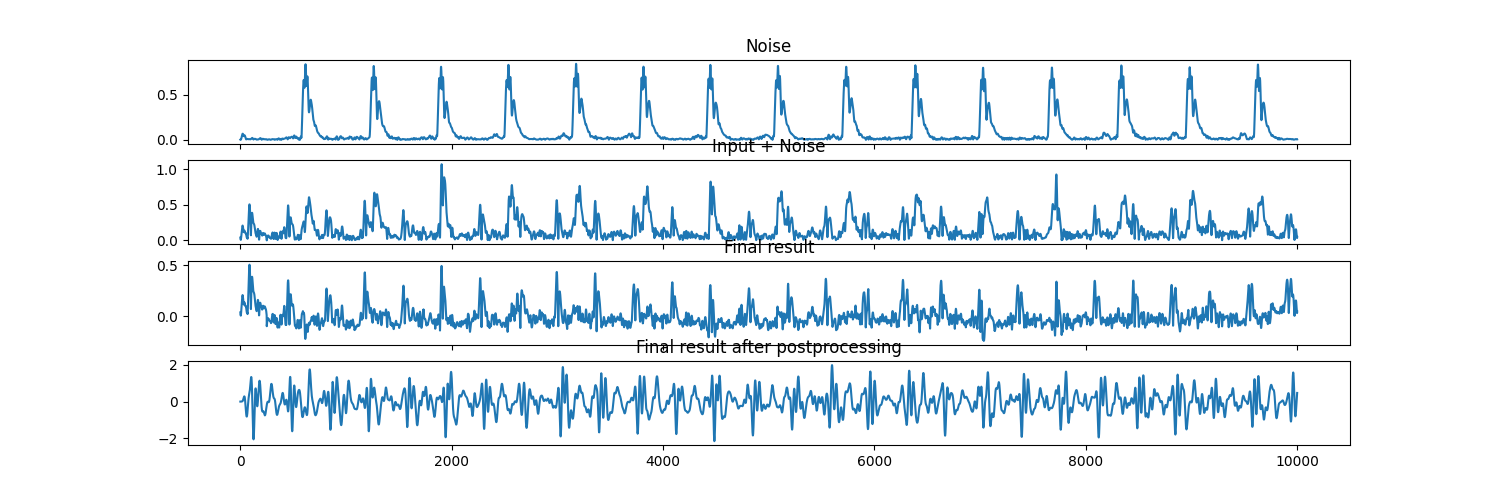 Noise
0.5
0.0
Input + Noise
1.0
0.5
0.0
Final result
0.5
0.0
Final result after postprocessing
2
0
−2
0 2000 4000 6000 8000 10000